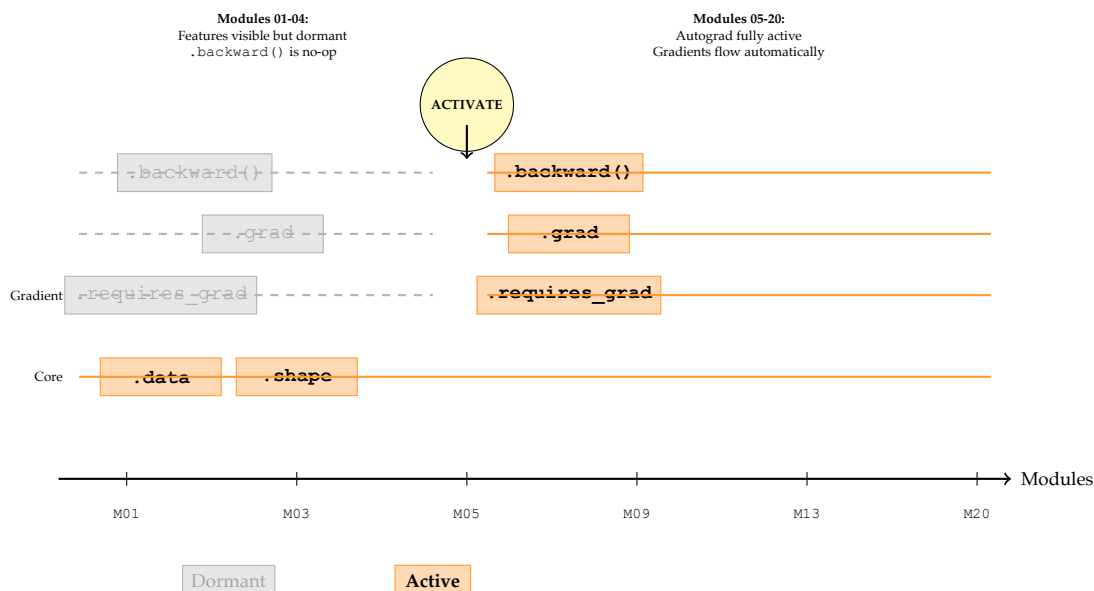 Modules 01-04:
Features visible but dormant
.backward() is no-op
Modules 05-20:
Autograd fully active
Gradients flow automatically
ACTIVATE
.backward()
.backward()
.grad
.grad
Gradient
.requires_grad
.requires_grad
Core
.data
.shape
Modules
M01
M03
M05
M09
M13
M20
Dormant
Active